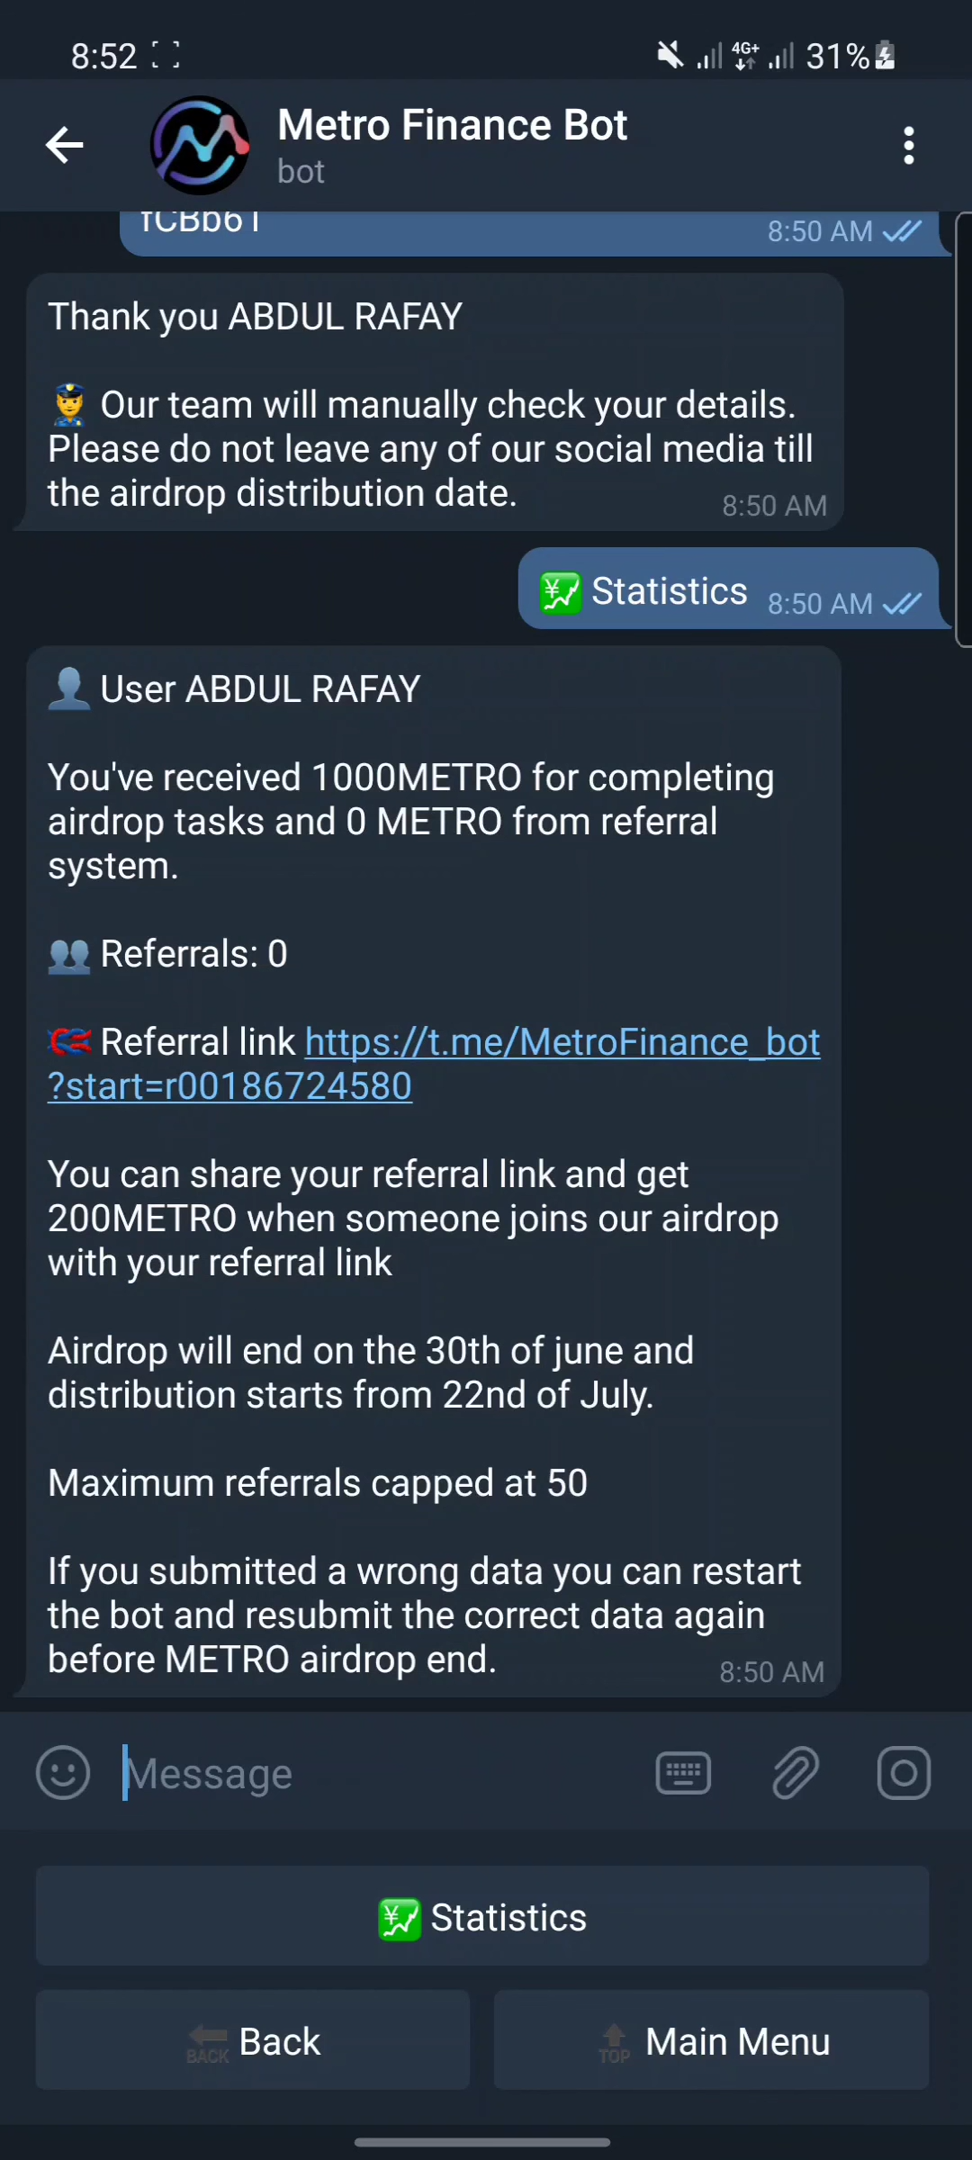 8:52
4G+
31%
Metro Finance Bot
bot
fCBb61
8:50 AM
Thank you ABDUL RAFAY
Our team will manually check your details.
Please do not leave any of our social media till
the airdrop distribution date.
8:50 AM
Statistics
8:50 AM
User ABDUL RAFAY
You've received 1000METRO for completing
airdrop tasks and 0 METRO from referral
system.
Referrals: 0
Referral link https://t.me/MetroFinance_bot
?start=r00186724580
You can share your referral link and get
200METRO when someone joins our airdrop
with your referral link
Airdrop will end on the 30th of june and
distribution starts from 22nd of July.
Maximum referrals capped at 50
If you submitted a wrong data you can restart
the bot and resubmit the correct data again
before METRO airdrop end.
8:50 AM
Message
Statistics
BACK Back
TOP Main Menu